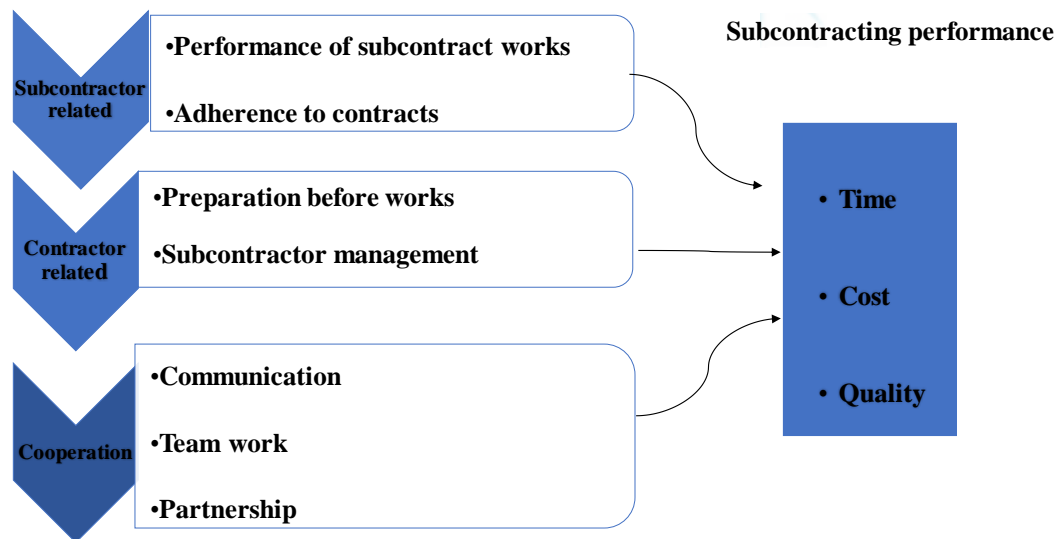 Subcontracting performance
Subcontractor
related
•Performance of subcontract works
•Adherence to contracts
Contractor
related
•Preparation before works
•Subcontractor management
Cooperation
•Communication
•Team work
•Partnership
• Time
• Cost
• Quality